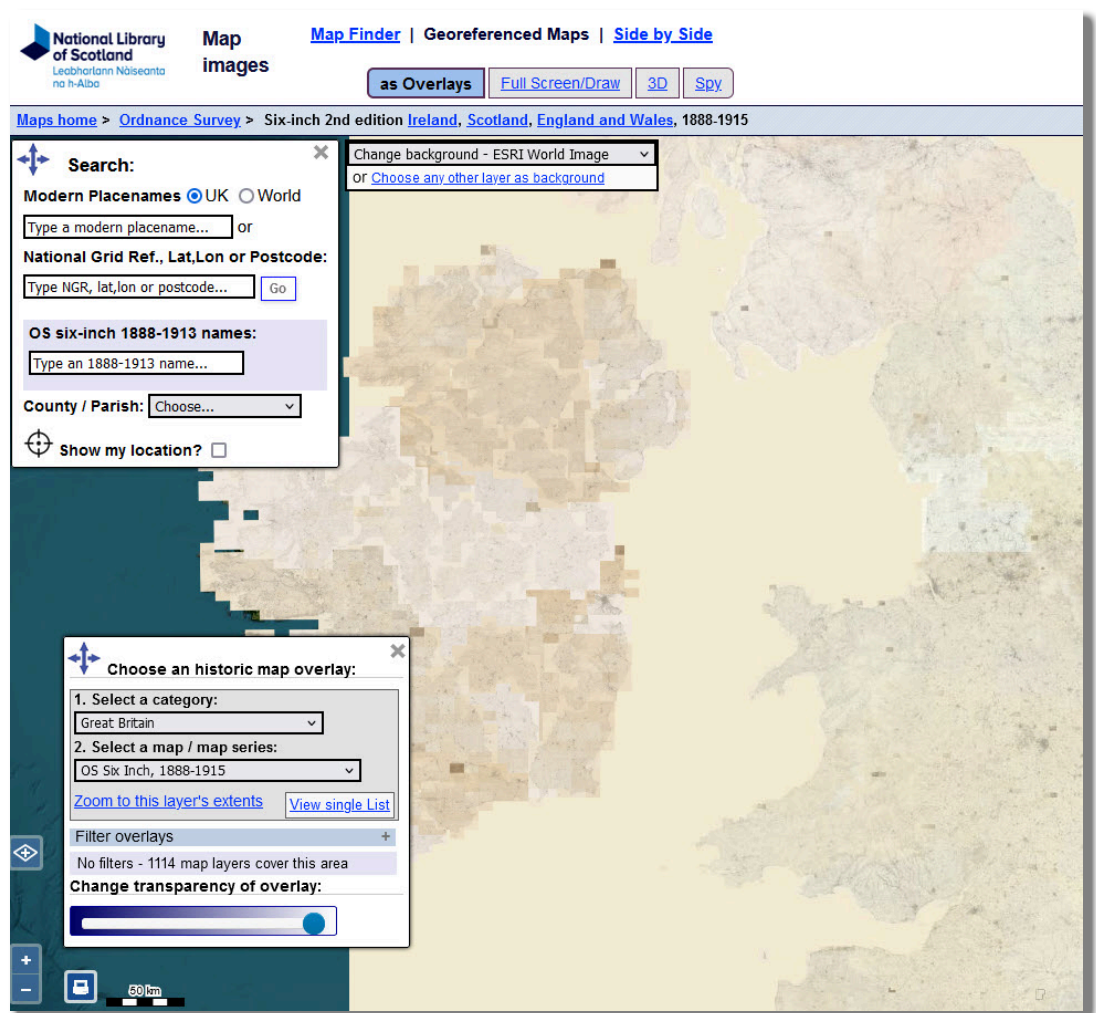 National Library
of Scotland
Leabharlann Nàiseanta
na h-Alba
Map
images
Map Finder | Georeferenced Maps | Side by Side
as Overlays Full Screen/Draw 3D Spy
Maps home > Ordnance Survey > Six-inch 2nd edition Ireland, Scotland, England and Wales, 1888-1915
Search:
Modern Placenames UK World
Type a modern placename... or
National Grid Ref., Lat,Lon or Postcode:
Type NGR, lat,lon or postcode... Go
OS six-inch 1888-1913 names:
Type an 1888-1913 name...
County / Parish: Choose...
Show my location?
Change background - ESRI World Image
or Choose any other layer as background
Choose an historic map overlay:
1. Select a category:
Great Britain
2. Select a map / map series:
OS Six Inch, 1888-1915
Zoom to this layer's extents View single List
Filter overlays +
No filters - 1114 map layers cover this area
Change transparency of overlay:
+
−
50 km